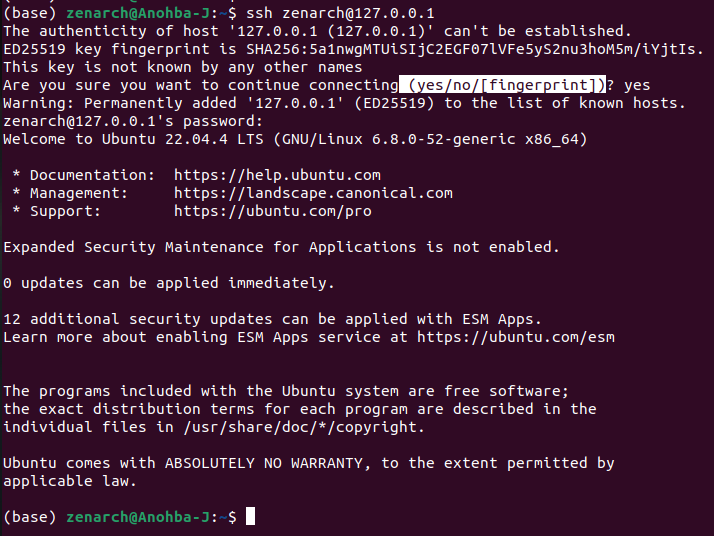 (base) zenarch@Anohba-J:~$ ssh zenarch@127.0.0.1
The authenticity of host '127.0.0.1 (127.0.0.1)' can't be established.
ED25519 key fingerprint is SHA256:5a1nwgMTUiSIjC2EGF07lVFe5yS2nu3hoM5m/iYjtIs.
This key is not known by any other names
Are you sure you want to continue connecting (yes/no/[fingerprint])? yes
Warning: Permanently added '127.0.0.1' (ED25519) to the list of known hosts.
zenarch@127.0.0.1's password:
Welcome to Ubuntu 22.04.4 LTS (GNU/Linux 6.8.0-52-generic x86_64)
* Documentation:  https://help.ubuntu.com
* Management:     https://landscape.canonical.com
* Support:        https://ubuntu.com/pro
Expanded Security Maintenance for Applications is not enabled.
0 updates can be applied immediately.
12 additional security updates can be applied with ESM Apps.
Learn more about enabling ESM Apps service at https://ubuntu.com/esm
The programs included with the Ubuntu system are free software;
the exact distribution terms for each program are described in the
individual files in /usr/share/doc/*/copyright.
Ubuntu comes with ABSOLUTELY NO WARRANTY, to the extent permitted by
applicable law.
(base) zenarch@Anohba-J:~$